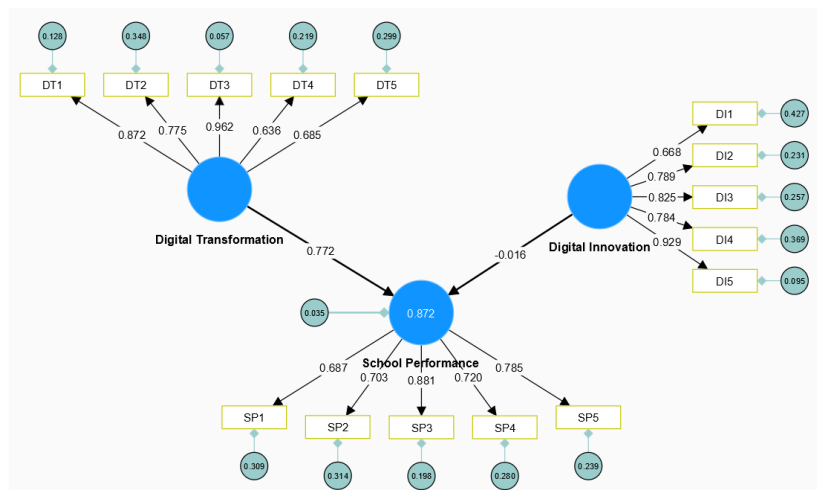 0.128 0.348 0.057 0.219 0.299
DT1 DT2 DT3 DT4 DT5
0.872 0.775 0.962 0.636 0.685
Digital Transformation
DI1 0.427
DI2 0.231
DI3 0.257
DI4 0.369
DI5 0.095
0.668
0.789
0.825
0.784
0.929
Digital Innovation
0.772
-0.016
0.035
0.872
School Performance
0.687 0.703 0.881 0.720 0.785
SP1 SP2 SP3 SP4 SP5
0.309 0.314 0.198 0.280 0.239